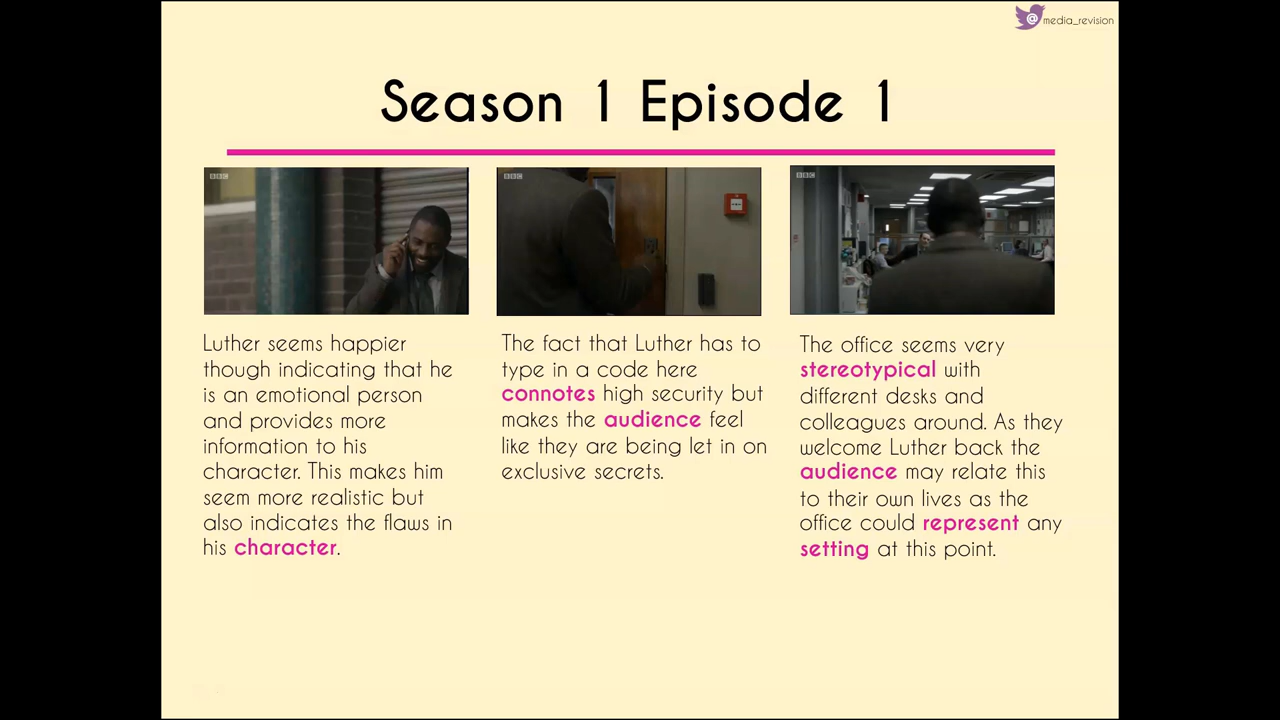 @media_revision
Season 1 Episode 1
BBC
BBC
BBC
Luther seems happier
though indicating that he
is an emotional person
and provides more
information to his
character. This makes him
seem more realistic but
also indicates the flaws in
his character.
The fact that Luther has to
type in a code here
connotes high security but
makes the audience feel
like they are being let in on
exclusive secrets.
The office seems very
stereotypical with
different desks and
colleagues around. As they
welcome Luther back the
audience may relate this
to their own lives as the
office could represent any
setting at this point.